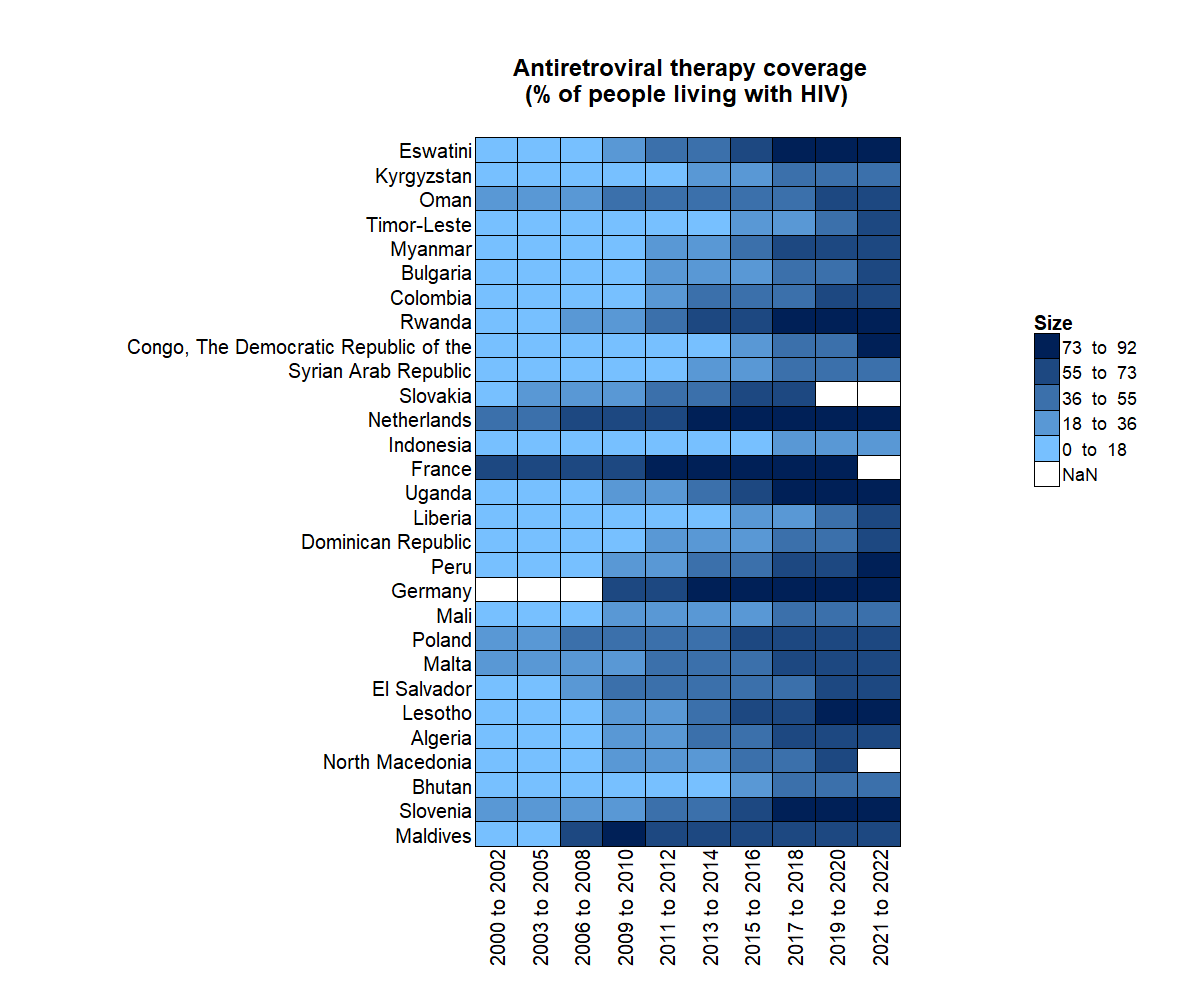 Antiretroviral therapy coverage
(% of people living with HIV)
Eswatini
Kyrgyzstan
Oman
Timor-Leste
Myanmar
Bulgaria
Colombia
Rwanda
Congo, The Democratic Republic of the
Syrian Arab Republic
Slovakia
Netherlands
Indonesia
France
Uganda
Liberia
Dominican Republic
Peru
Germany
Mali
Poland
Malta
El Salvador
Lesotho
Algeria
North Macedonia
Bhutan
Slovenia
Maldives
2000 to 2002
2003 to 2005
2006 to 2008
2009 to 2010
2011 to 2012
2013 to 2014
2015 to 2016
2017 to 2018
2019 to 2020
2021 to 2022
Size
73 to 92
55 to 73
36 to 55
18 to 36
0 to 18
NaN